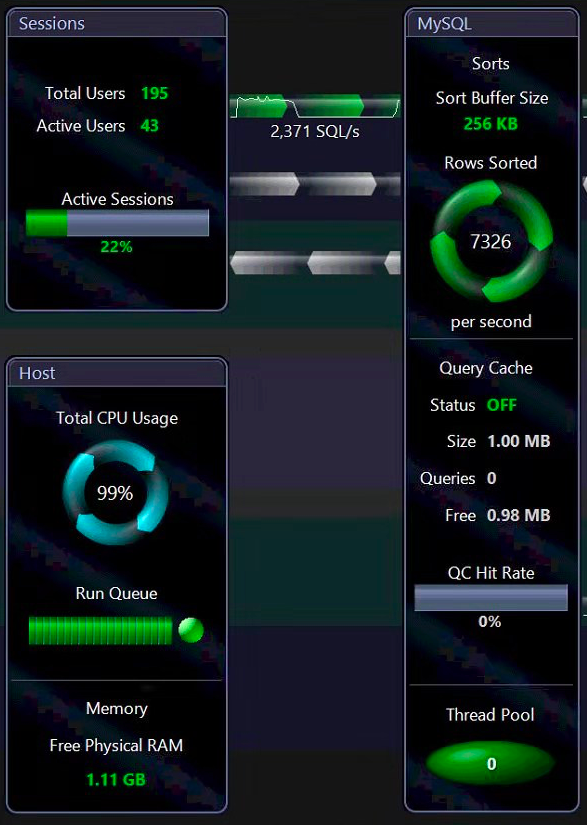 Sessions
Total Users 195
Active Users 43
Active Sessions
22%
2,371 SQL/s
Host
Total CPU Usage
99%
Run Queue
Memory
Free Physical RAM
1.11 GB
MySQL
Sorts
Sort Buffer Size
256 KB
Rows Sorted
7326
per second
Query Cache
Status OFF
Size 1.00 MB
Queries 0
Free 0.98 MB
QC Hit Rate
0%
Thread Pool
0